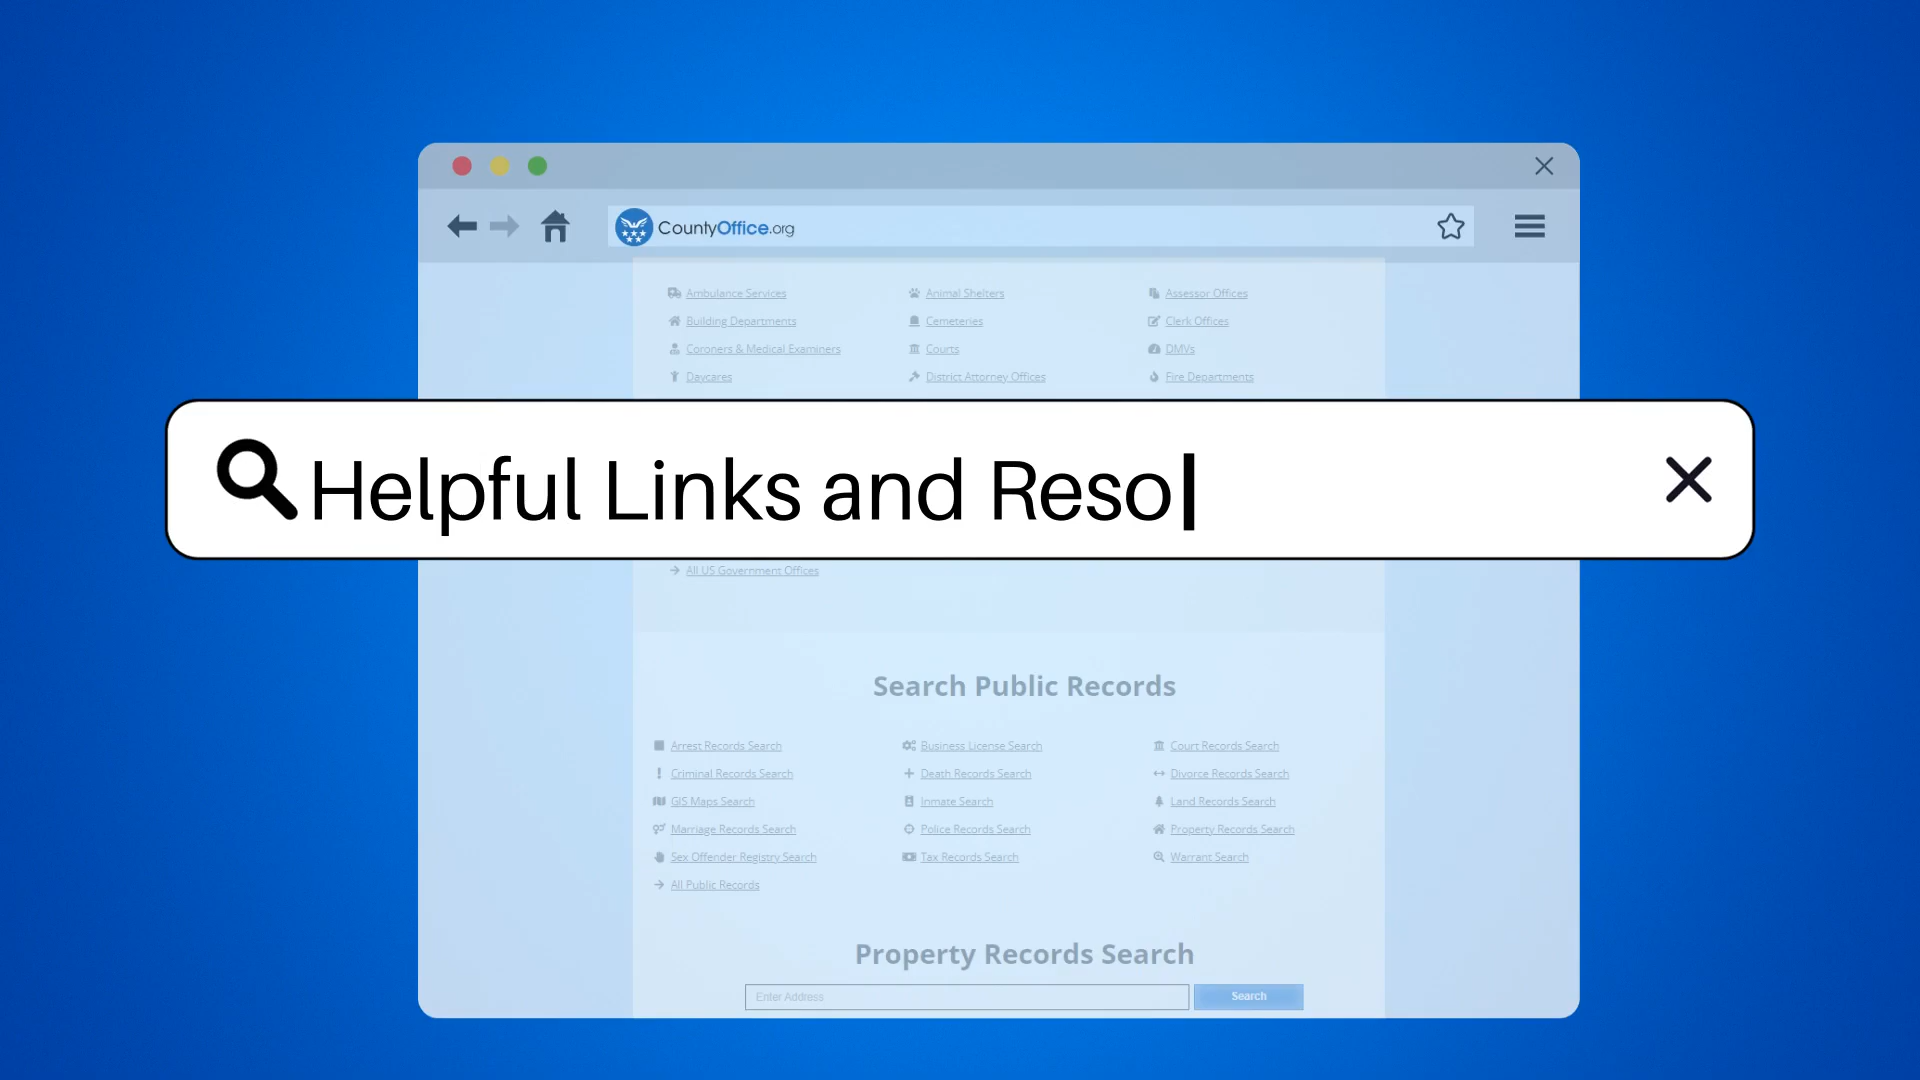 CountyOffice.org
Ambulance Services Animal Shelters Assessor Offices
Building Departments Cemeteries Clerk Offices
Coroners & Medical Examiners Courts DMVs
Daycares District Attorney Offices Fire Departments
Helpful Links and Reso
All US Government Offices
Search Public Records
Arrest Records Search Business License Search Court Records Search
Criminal Records Search Death Records Search Divorce Records Search
GIS Maps Search Inmate Search Land Records Search
Marriage Records Search Police Records Search Property Records Search
Sex Offender Registry Search Tax Records Search Warrant Search
All Public Records
Property Records Search
Enter Address Search